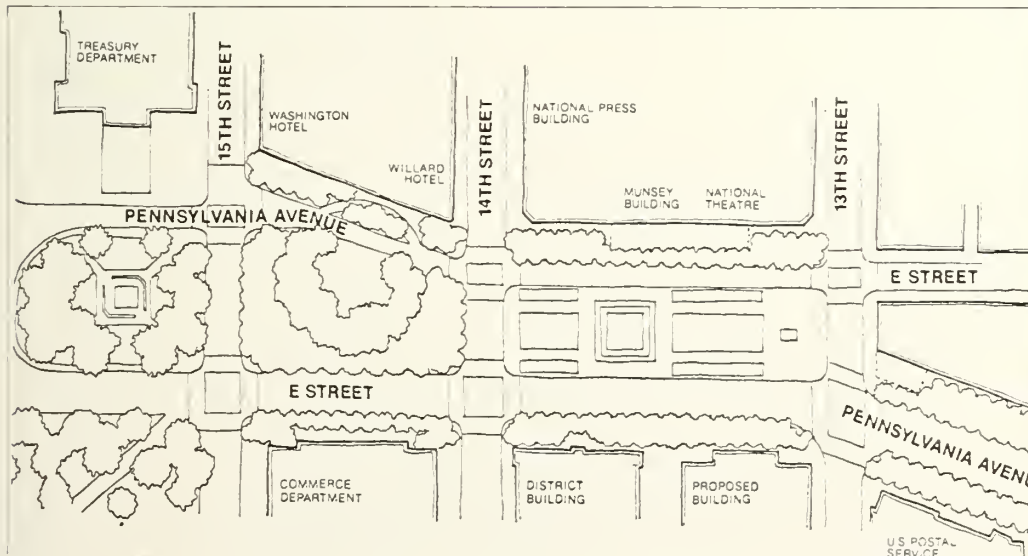 TREASURY
DEPARTMENT
15TH STREET
WASHINGTON
HOTEL
WILLARD
HOTEL
14TH STREET
NATIONAL PRESS
BUILDING
MUNSEY
BUILDING
NATIONAL
THEATRE
13TH STREET
PENNSYLVANIA AVENUE
E STREET
E STREET
PENNSYLVANIA AVENUE
COMMERCE
DEPARTMENT
DISTRICT
BUILDING
PROPOSED
BUILDING
U.S. POSTAL
SERVICE